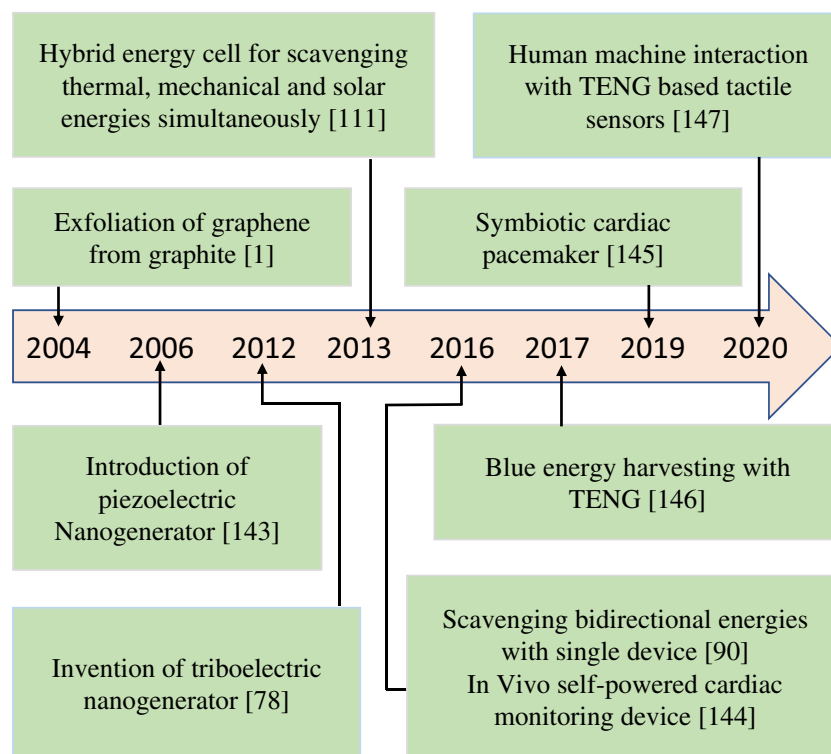 Hybrid energy cell for scavenging
thermal, mechanical and solar
energies simultaneously [111]
Human machine interaction
with TENG based tactile
sensors [147]
Exfoliation of graphene
from graphite [1]
Symbiotic cardiac
pacemaker [145]
2004 2006 2012 2013 2016 2017 2019 2020
Introduction of
piezoelectric
Nanogenerator [143]
Blue energy harvesting with
TENG [146]
Invention of triboelectric
nanogenerator [78]
Scavenging bidirectional energies
with single device [90]
In Vivo self-powered cardiac
monitoring device [144]